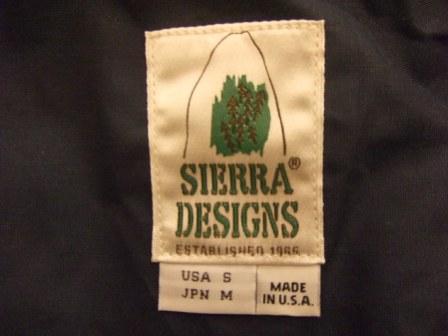 SIERRA®
DESIGNS
ESTABLISHED 1965
USA S
JPN M
MADE
IN U.S.A.